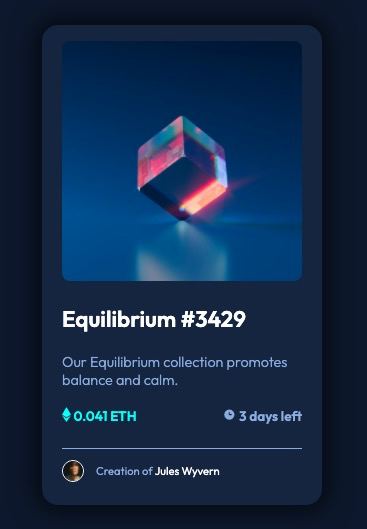 Equilibrium #3429
Our Equilibrium collection promotes
balance and calm.
0.041 ETH
3 days left
Creation of Jules Wyvern